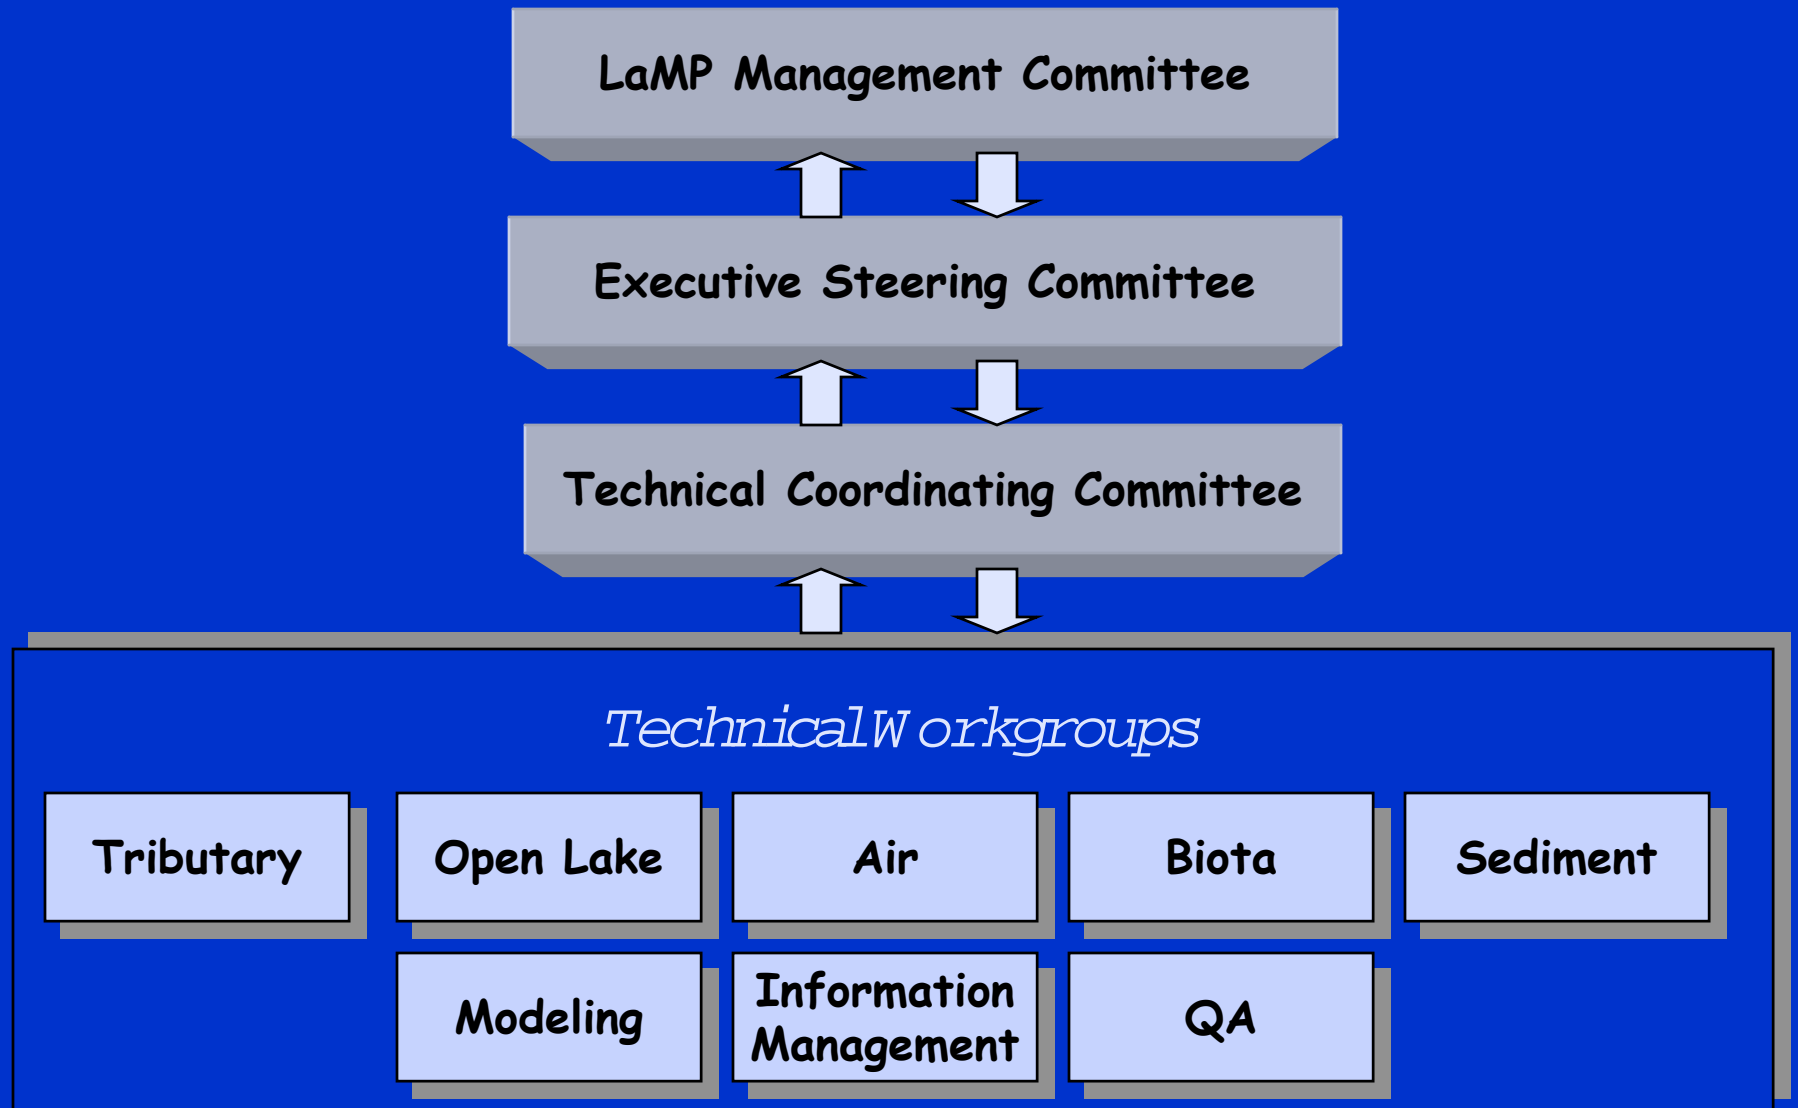 LaMP Management Committee
Executive Steering Committee
Technical Coordinating Committee
Technical Workgroups
Tributary
Open Lake
Air
Biota
Sediment
Modeling
Information
Management
QA